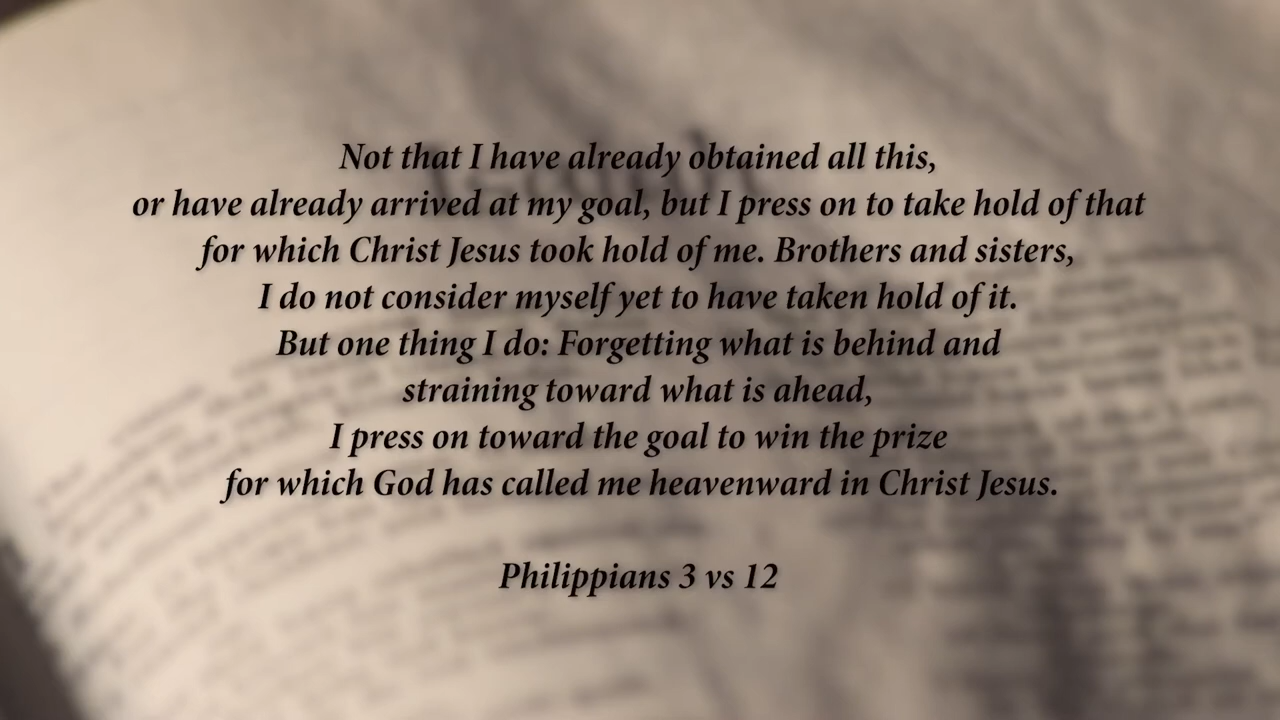 Not that I have already obtained all this,
or have already arrived at my goal, but I press on to take hold of that
for which Christ Jesus took hold of me. Brothers and sisters,
I do not consider myself yet to have taken hold of it.
But one thing I do: Forgetting what is behind and
straining toward what is ahead,
I press on toward the goal to win the prize
for which God has called me heavenward in Christ Jesus.
Philippians 3 vs 12